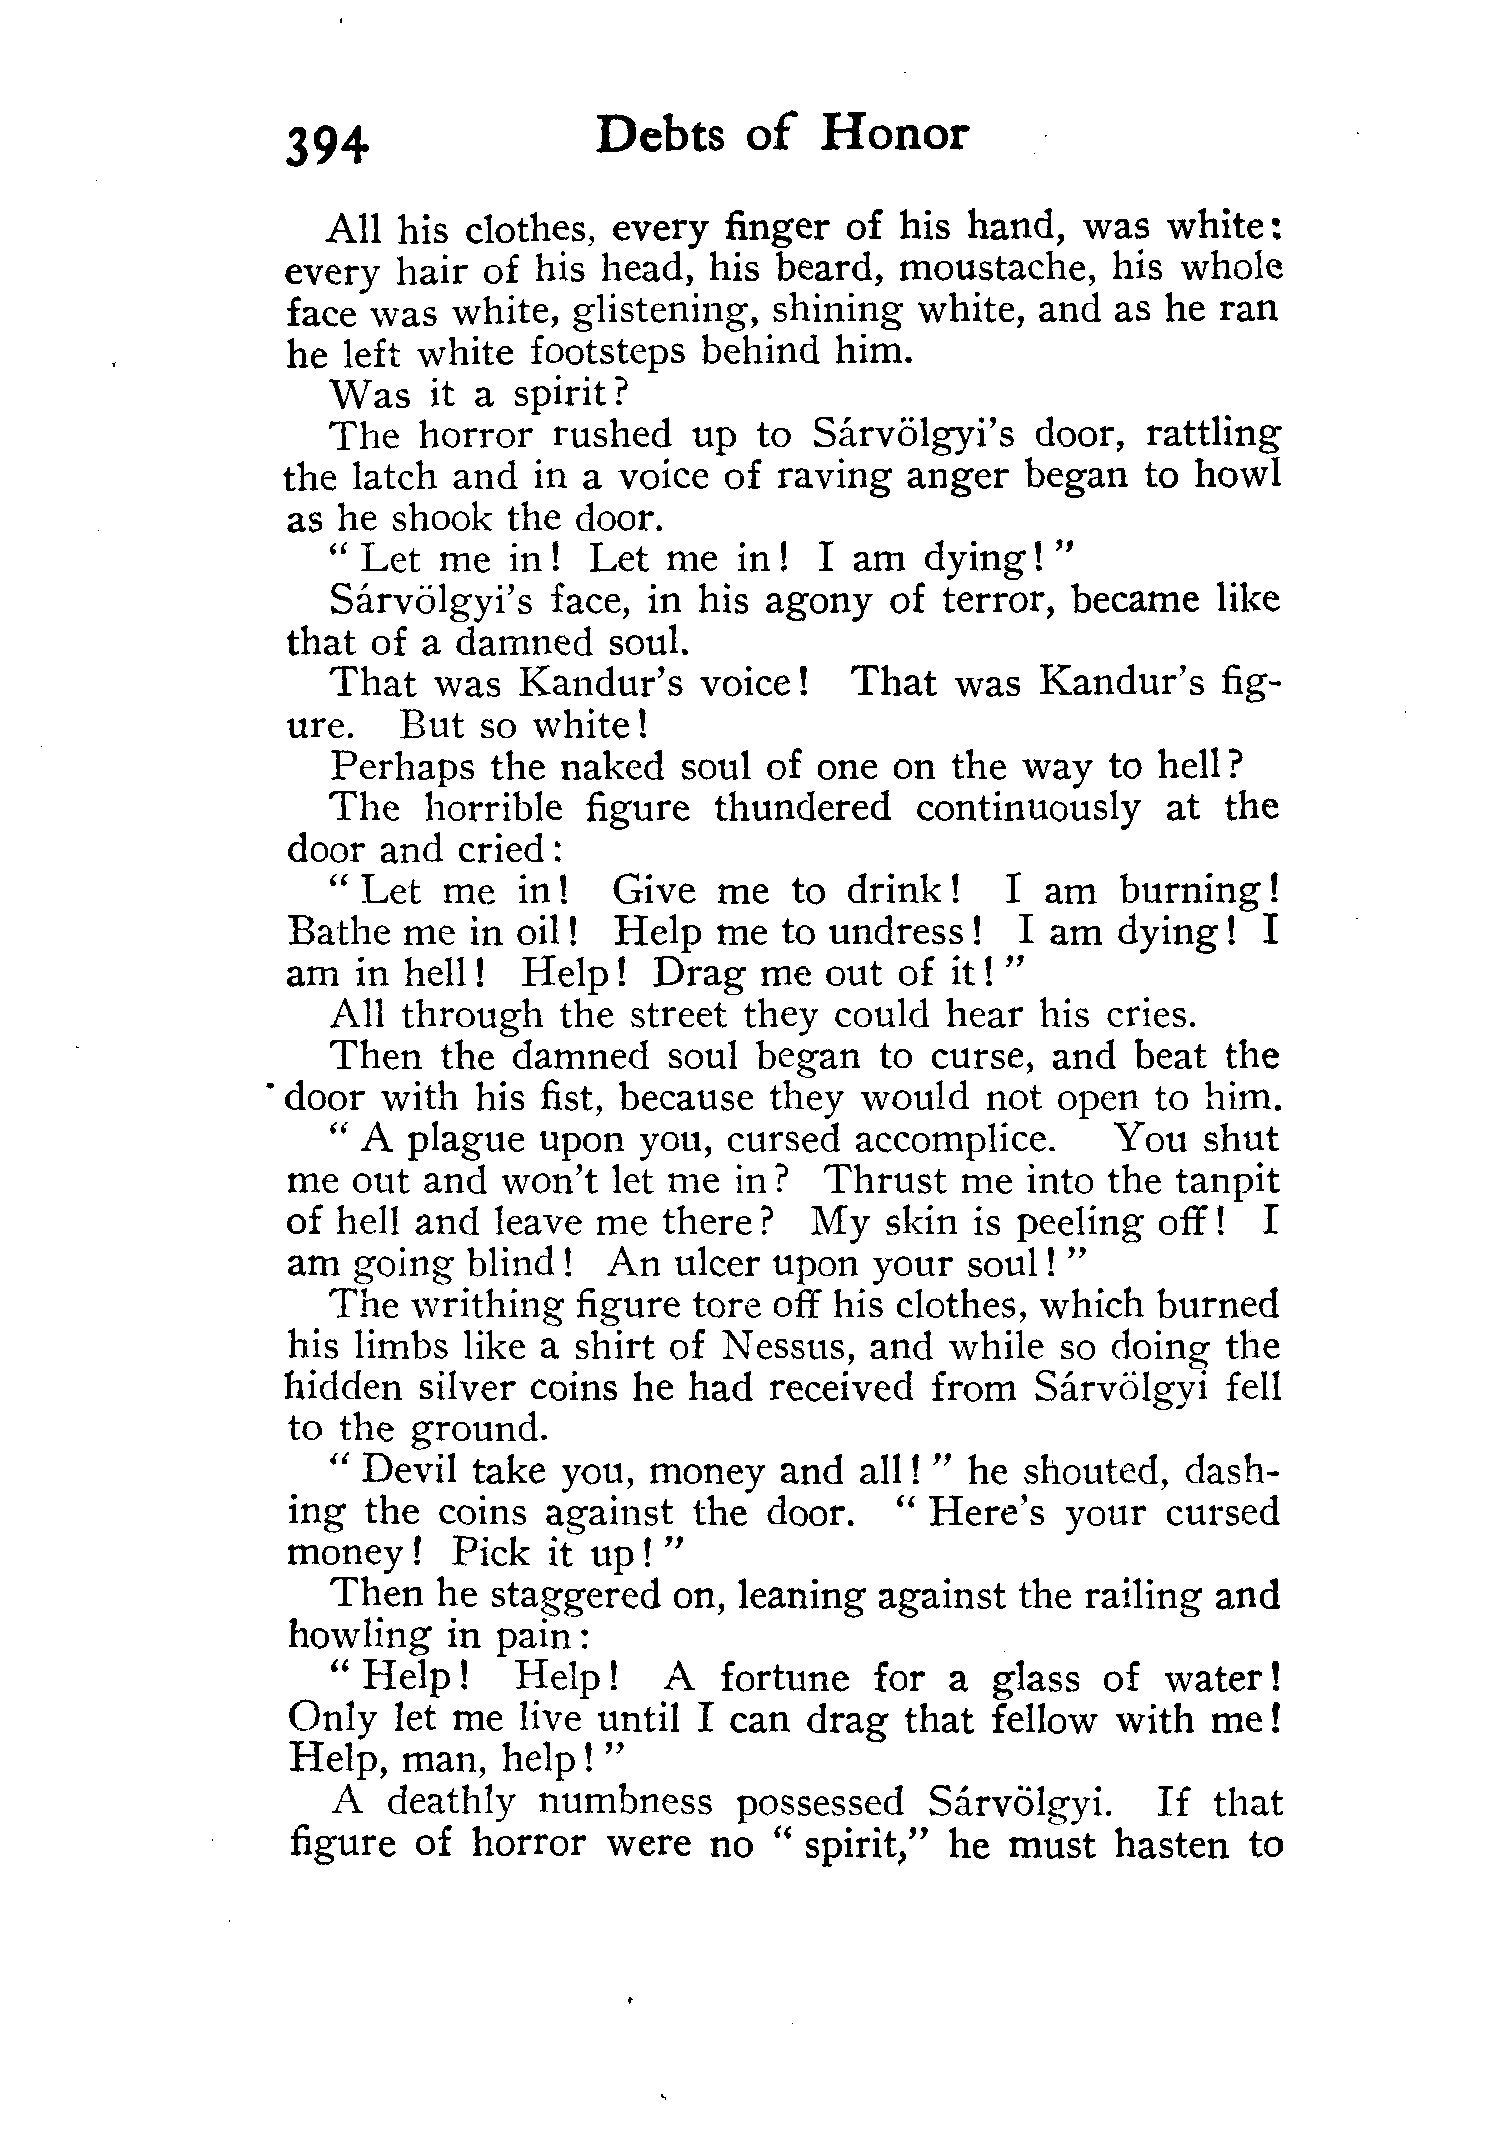 394 Debts of Honor
All his clothes, every finger of his hand, was white:
every hair of his head, his beard, moustache, his whole
face was white, glistening, shining white, and as he ran
he left white footsteps behind him.
Was it a spirit?
The horror rushed up to Sárvölgyi's door, rattling
the latch and in a voice of raving anger began to howl
as he shook the door.
"Let me in! Let me in! I am dying!"
Sárvölgyi's face, in his agony of terror, became like
that of a damned soul.
That was Kandur's voice! That was Kandur's fig-
ure. But so white!
Perhaps the naked soul of one on the way to hell?
The horrible figure thundered continuously at the
door and cried:
"Let me in! Give me to drink! I am burning!
Bathe me in oil! Help me to undress! I am dying! I
am in hell! Help! Drag me out of it!"
All through the street they could hear his cries.
Then the damned soul began to curse, and beat the
door with his fist, because they would not open to him.
"A plague upon you, cursed accomplice. You shut
me out and won't let me in? Thrust me into the tanpit
of hell and leave me there? My skin is peeling off! I
am going blind! An ulcer upon your soul!"
The writhing figure tore off his clothes, which burned
his limbs like a shirt of Nessus, and while so doing the
hidden silver coins he had received from Sárvölgyi fell
to the ground.
"Devil take you, money and all!" he shouted, dash-
ing the coins against the door. "Here's your cursed
money! Pick it up!"
Then he staggered on, leaning against the railing and
howling in pain:
"Help! Help! A fortune for a glass of water!
Only let me live until I can drag that fellow with me!
Help, man, help!"
A deathly numbness possessed Sárvölgyi. If that
figure of horror were no "spirit," he must hasten to